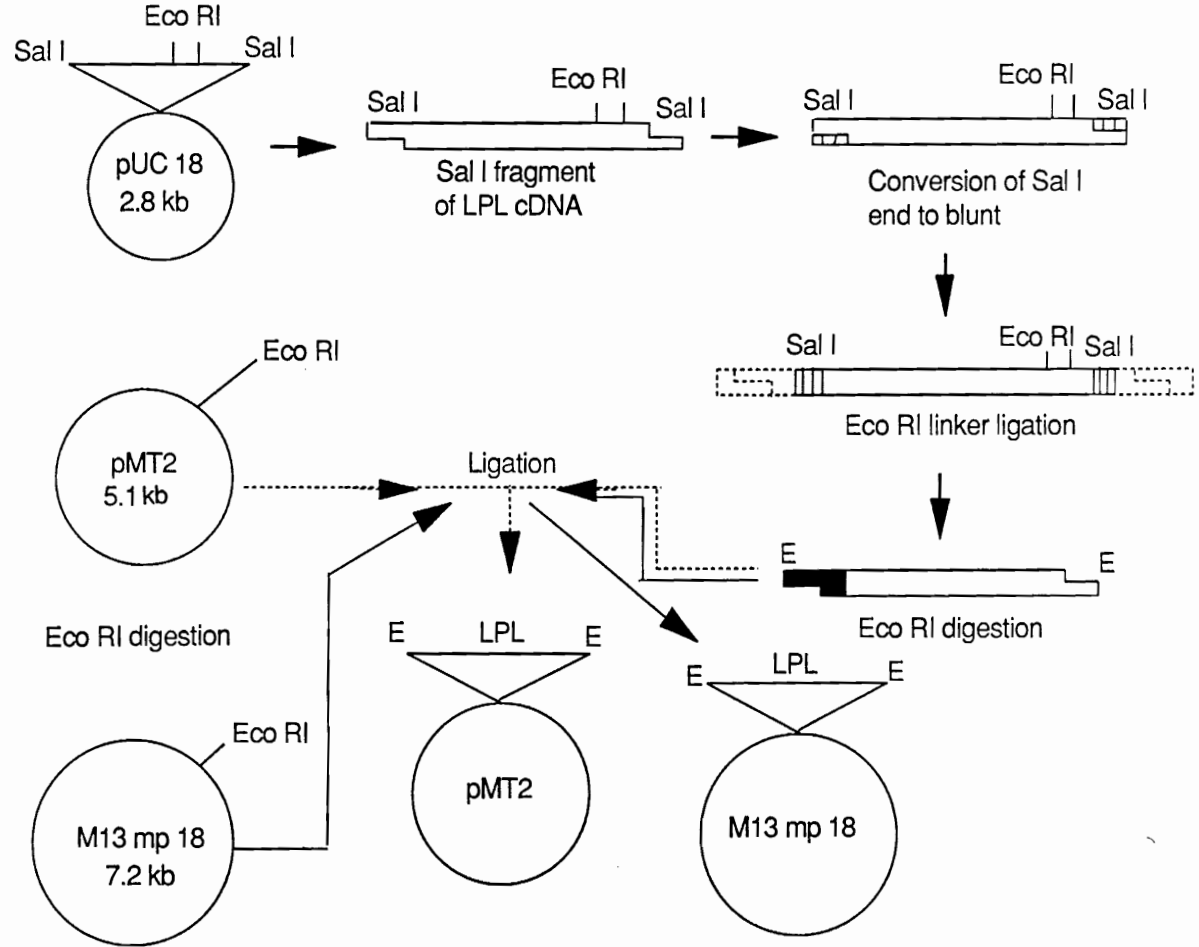 Eco RI
Sal I
Sal I
pUC 18
2.8 kb
Sal I
Eco RI
Sal I
Sal I fragment
of LPL cDNA
Sal I
Eco RI
Sal I
Conversion of Sal I
end to blunt
Sal I
Eco RI
Sal I
Eco RI linker ligation
Eco RI
pMT2
5.1 kb
Ligation
E
E
Eco RI digestion
Eco RI digestion
E
LPL
E
pMT2
E
LPL
E
M13 mp 18
Eco RI
M13 mp 18
7.2 kb